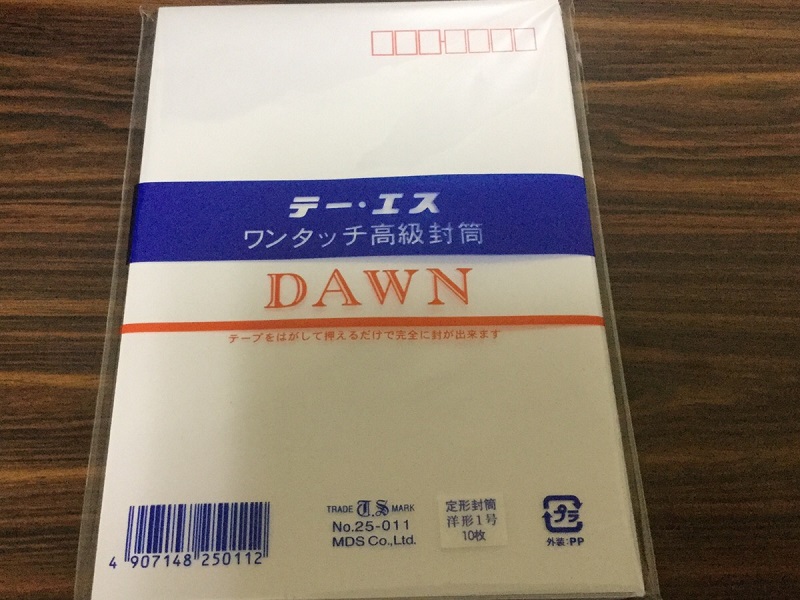 テー・エス
ワンタッチ高級封筒
DAWN
テープをはがして押えるだけで完全に封が出来ます
TRADE T.S MARK
No.25-011
MDS Co.,Ltd.
定形封筒
洋形1号
10枚
プラ
外装:PP
4 907148 250112